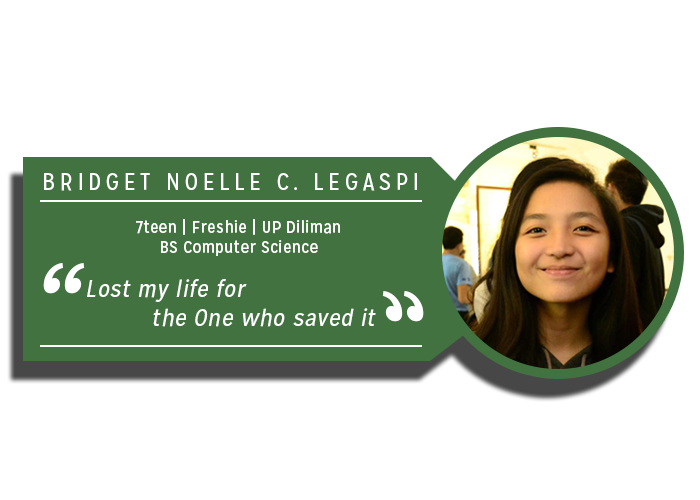 BRIDGET NOELLE C. LEGASPI
7teen | Freshie | UP Diliman
BS Computer Science
“Lost my life for
the One who saved it”